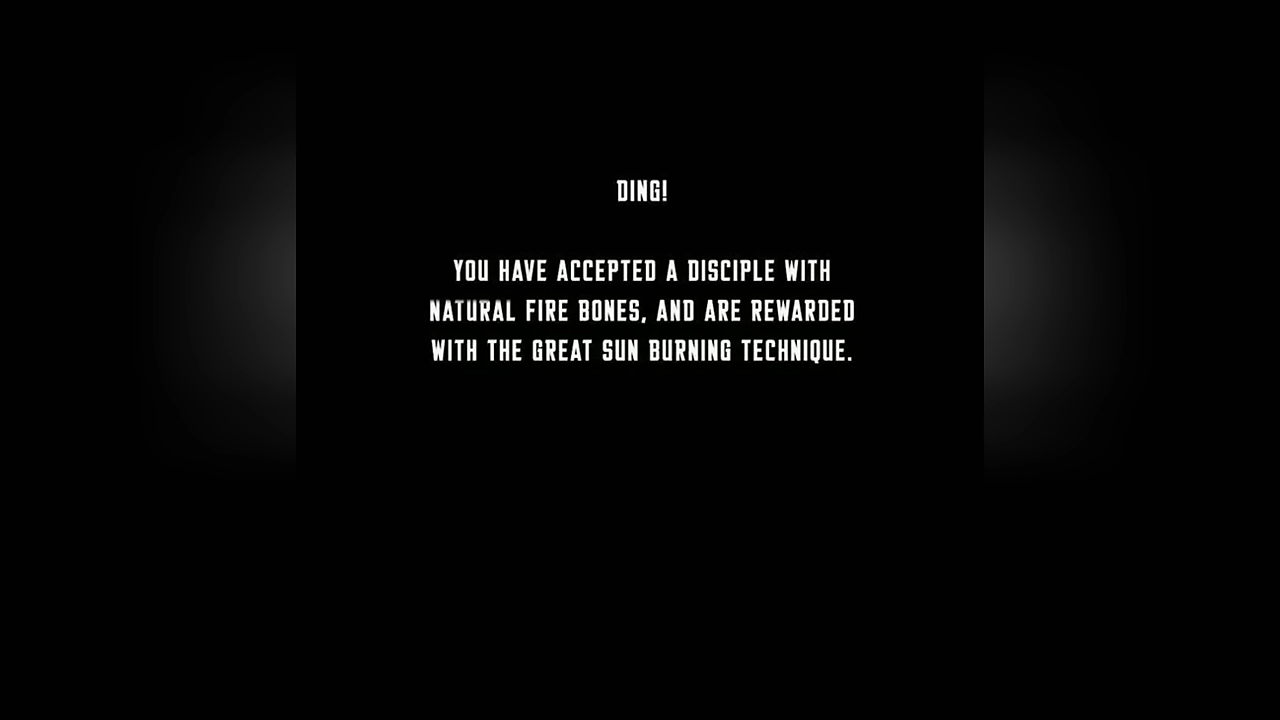 DING!
YOU HAVE ACCEPTED A DISCIPLE WITH
NATURAL FIRE BONES, AND ARE REWARDED
WITH THE GREAT SUN BURNING TECHNIQUE.